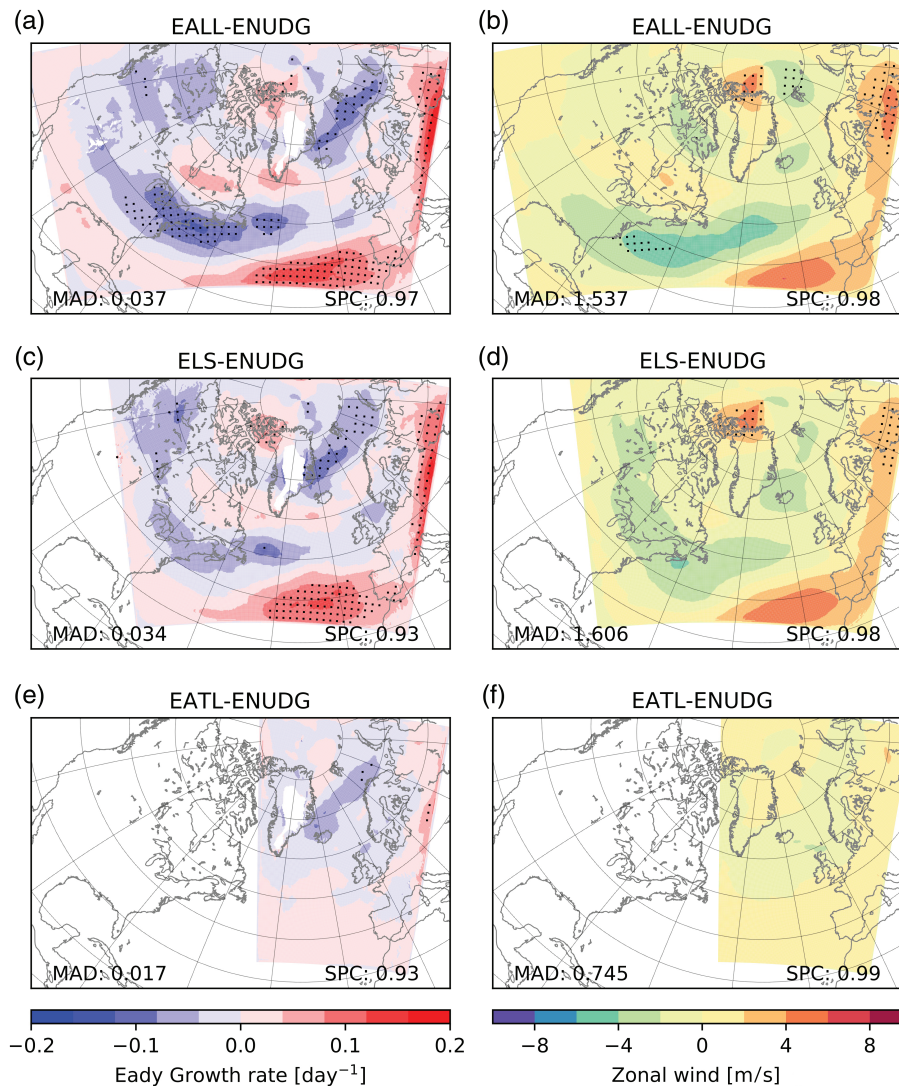 (a) EALL-ENUDG
MAD: 0.037 SPC: 0.97
(b) EALL-ENUDG
MAD: 1.537 SPC: 0.98
(c) ELS-ENUDG
MAD: 0.034 SPC: 0.93
(d) ELS-ENUDG
MAD: 1.606 SPC: 0.98
(e) EATL-ENUDG
MAD: 0.017 SPC: 0.93
(f) EATL-ENUDG
MAD: 0.745 SPC: 0.99
−0.2 −0.1 0.0 0.1 0.2
Eady Growth rate [day⁻¹]
−8 −4 0 4 8
Zonal wind [m/s]